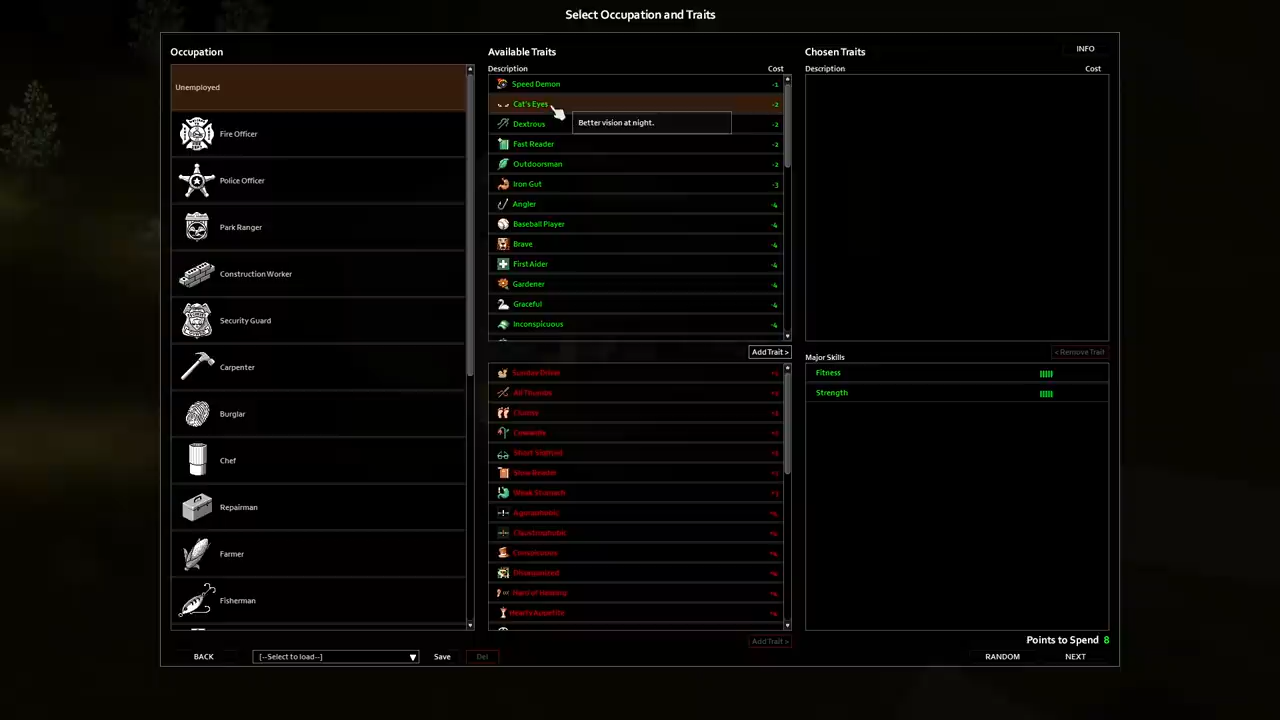 Select Occupation and Traits
Occupation
Unemployed
Fire Officer
Police Officer
Park Ranger
Construction Worker
Security Guard
Carpenter
Burglar
Chef
Repairman
Farmer
Fisherman
Available Traits
Description Cost
Speed Demon -1
Cat's Eyes -2
Better vision at night.
Dextrous -2
Fast Reader -2
Outdoorsman -2
Iron Gut -3
Angler -4
Baseball Player -4
Brave -4
First Aider -4
Gardener -4
Graceful -4
Inconspicuous -4
Add Trait >
Sunday Driver
All Thumbs
Clumsy
Cowardly
Short Sighted
Slow Reader
Weak Stomach
Agoraphobic
Claustrophobic
Conspicuous
Disorganized
Hard of Hearing
Hearty Appetite
Add Trait >
Chosen Traits
INFO
Description Cost
< Remove Trait
Major Skills
Fitness
Strength
Points to Spend 8
BACK
[--Select to load--]
Save
Del
RANDOM
NEXT